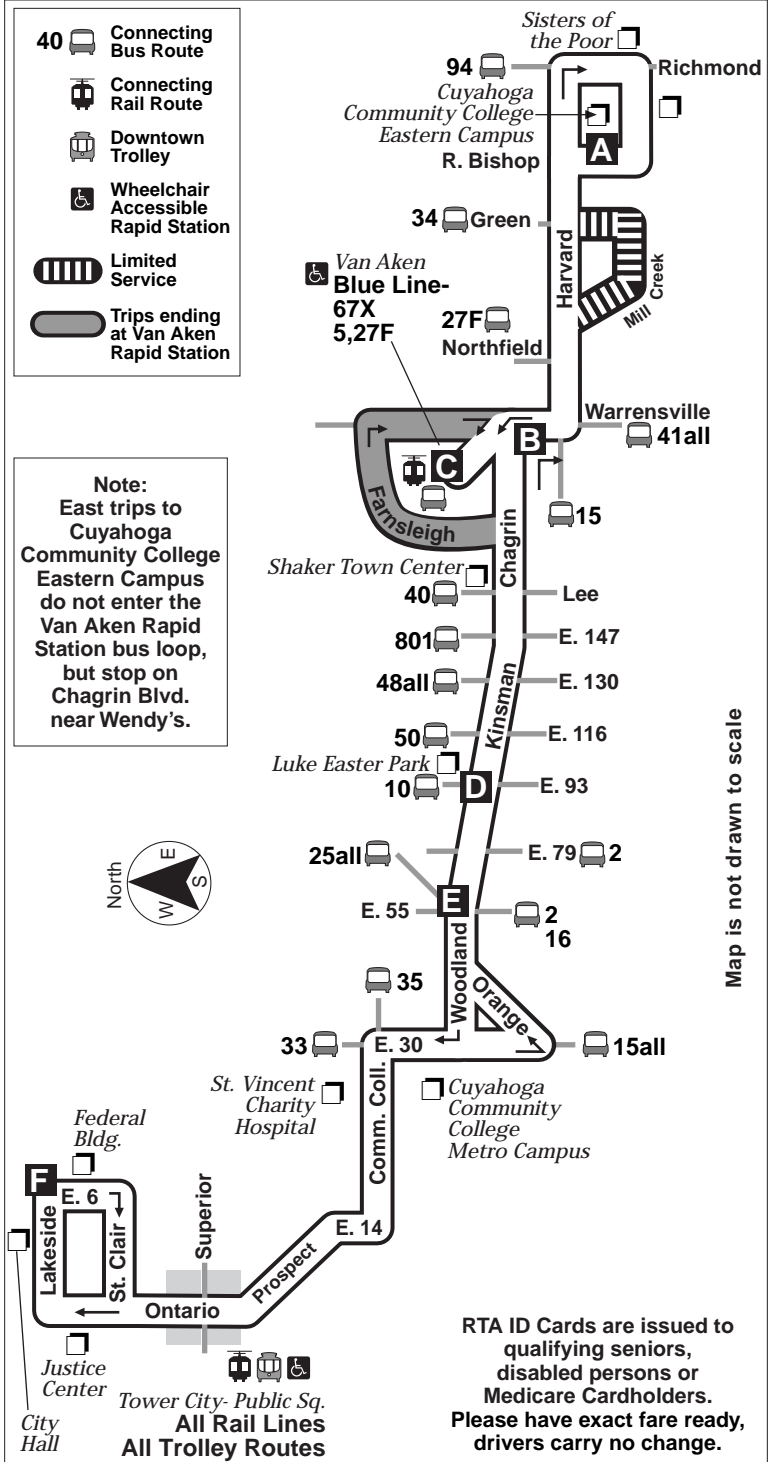 40
Connecting
Bus Route
Connecting
Rail Route
Downtown
Trolley
Wheelchair
Accessible
Rapid Station
Limited
Service
Trips ending
at Van Aken
Rapid Station
Sisters of
the Poor
94
Richmond
Cuyahoga
Community College
Eastern Campus
A
R. Bishop
34 Green
Harvard
Mill Creek
Van Aken
Blue Line-
67X
5,27F
27F
Northfield
Warrensville
41all
B
C
15
Farnsleigh
Chagrin
Shaker Town Center
40
Lee
801
E. 147
48all
E. 130
Kinsman
50
E. 116
Luke Easter Park
10
D
E. 93
25all
E. 79 2
E
E. 55
2
16
Woodland
Orange
35
33
E. 30
15all
St. Vincent
Charity
Hospital
Comm. Coll.
Cuyahoga
Community
College
Metro Campus
Federal
Bldg.
F
E. 6
Lakeside
St. Clair
Superior
E. 14
Prospect
Ontario
Justice
Center
City
Hall
Tower City- Public Sq.
All Rail Lines
All Trolley Routes
Note:
East trips to
Cuyahoga
Community College
Eastern Campus
do not enter the
Van Aken Rapid
Station bus loop,
but stop on
Chagrin Blvd.
near Wendy's.
North
E
S
W
Map is not drawn to scale
RTA ID Cards are issued to
qualifying seniors,
disabled persons or
Medicare Cardholders.
Please have exact fare ready,
drivers carry no change.